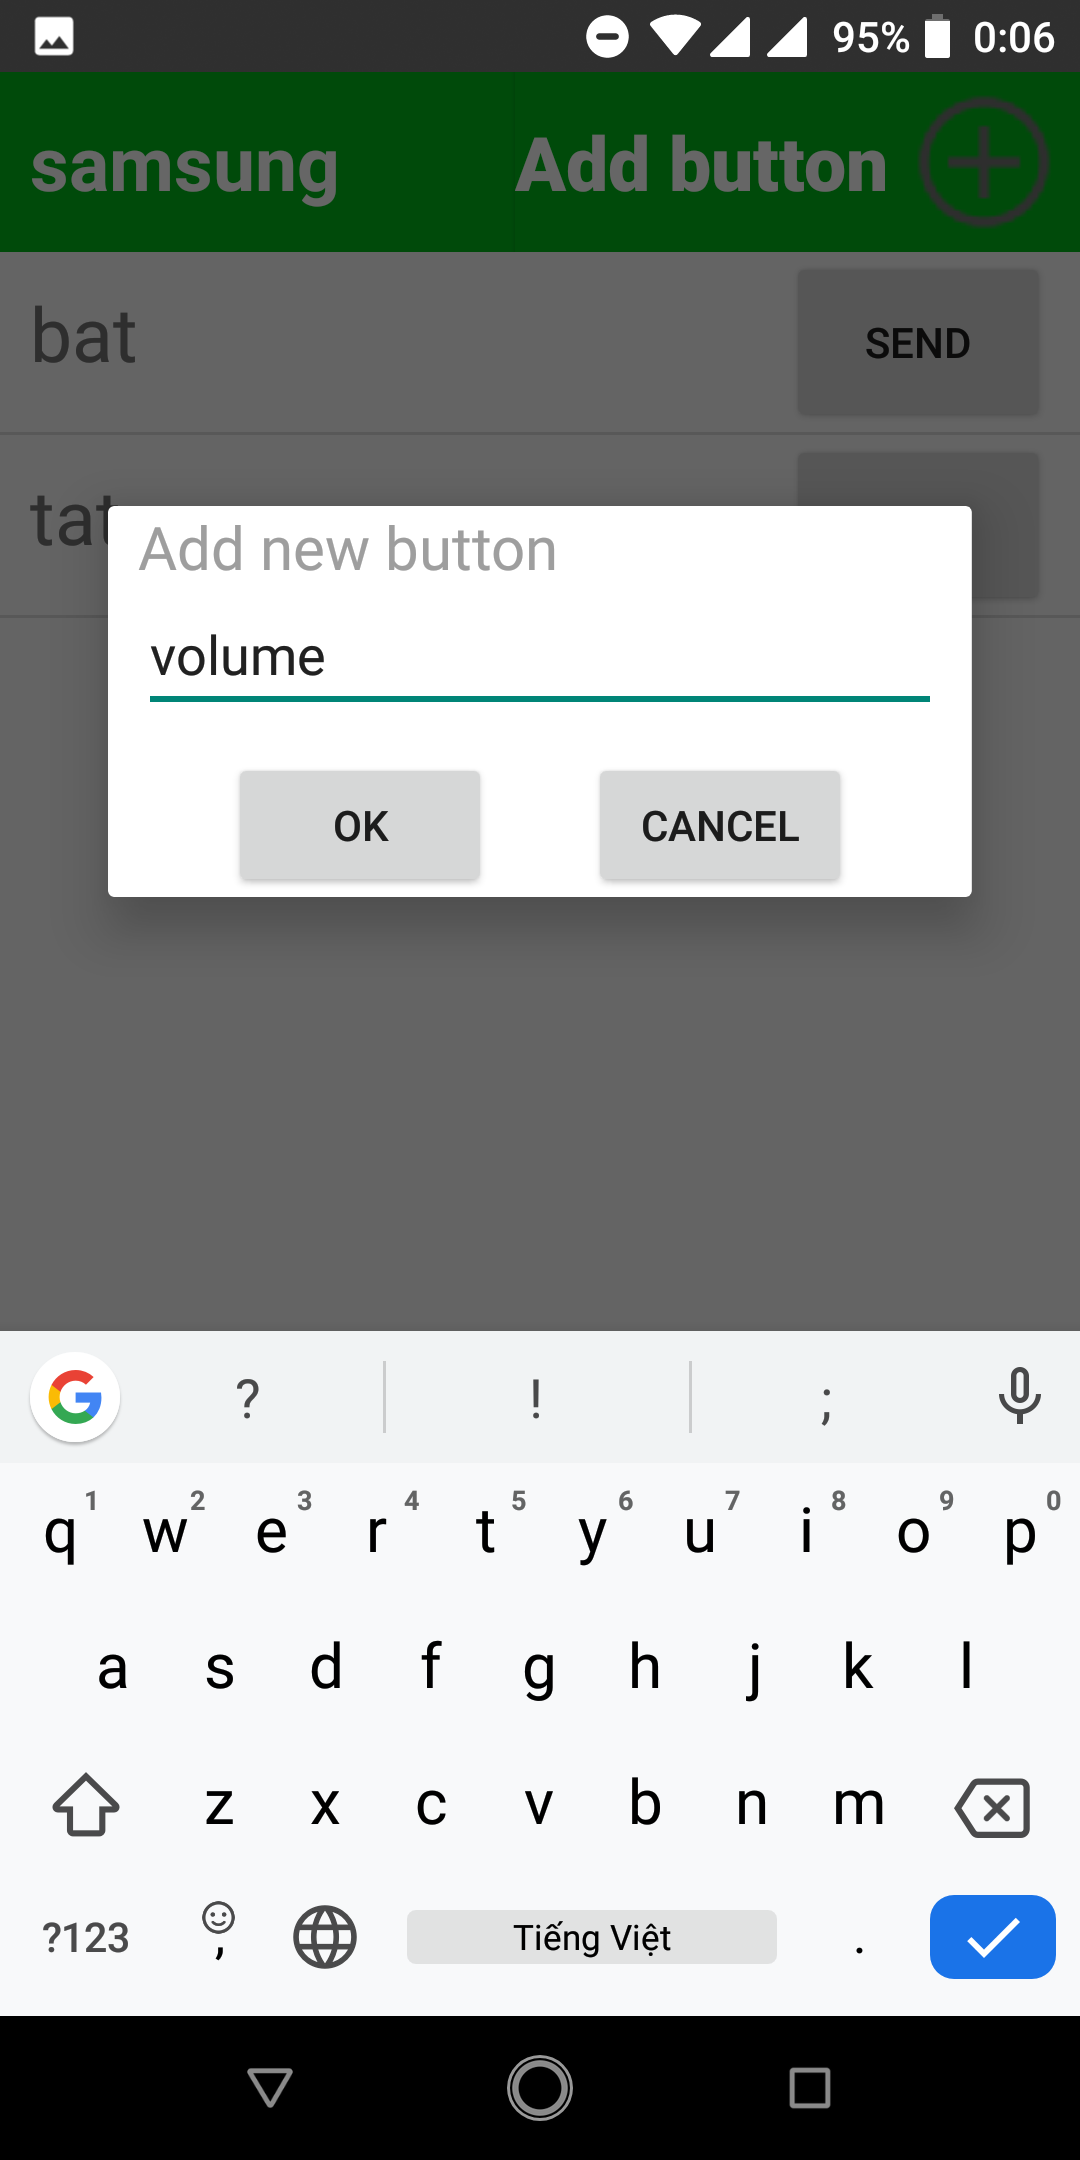 95% 0:06
samsung Add button
bat SEND
tat
Add new button
volume
OK CANCEL
? ! ;
q 1 w 2 e 3 r 4 t 5 y 6 u 7 i 8 o 9 p 0
a s d f g h j k l
z x c v b n m
?123 , Tiếng Việt .